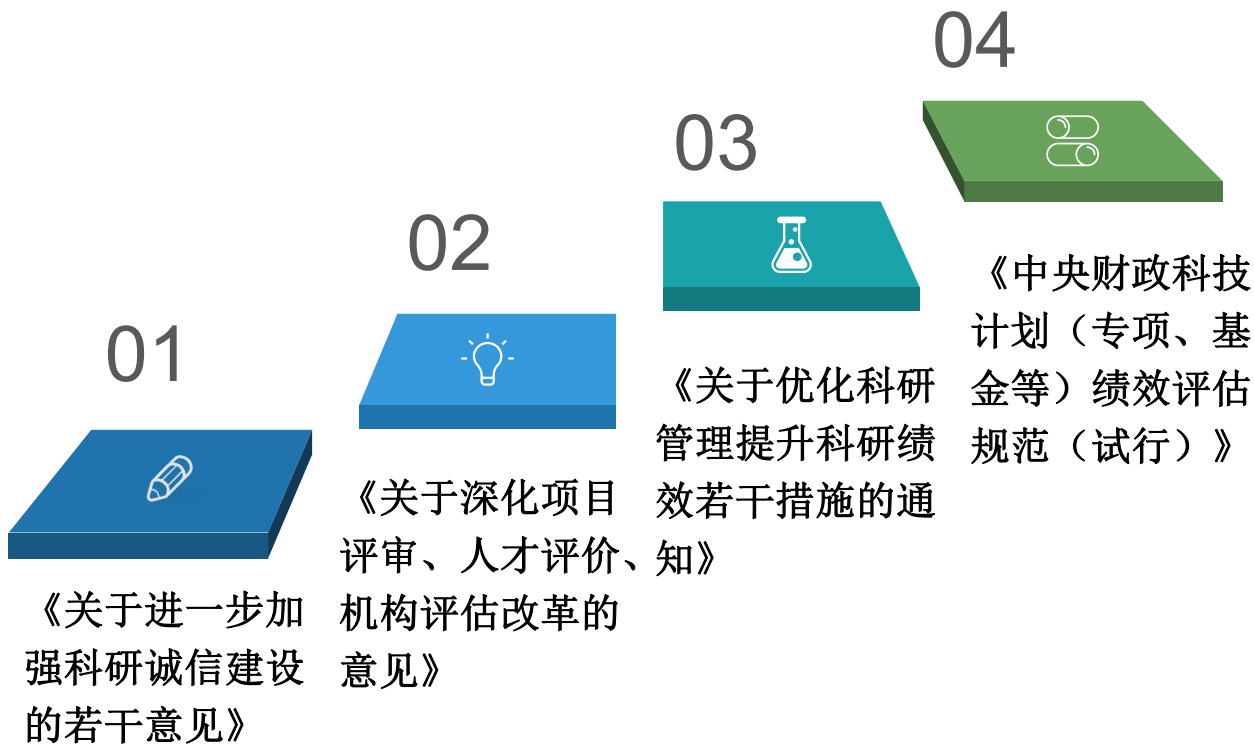 01
《关于进一步加
强科研诚信建设
的若干意见》
02
《关于深化项目
评审、人才评价、
机构评估改革的
意见》
03
《关于优化科研
管理提升科研绩
效若干措施的通
知》
04
《中央财政科技
计划（专项、基
金等）绩效评估
规范（试行）》